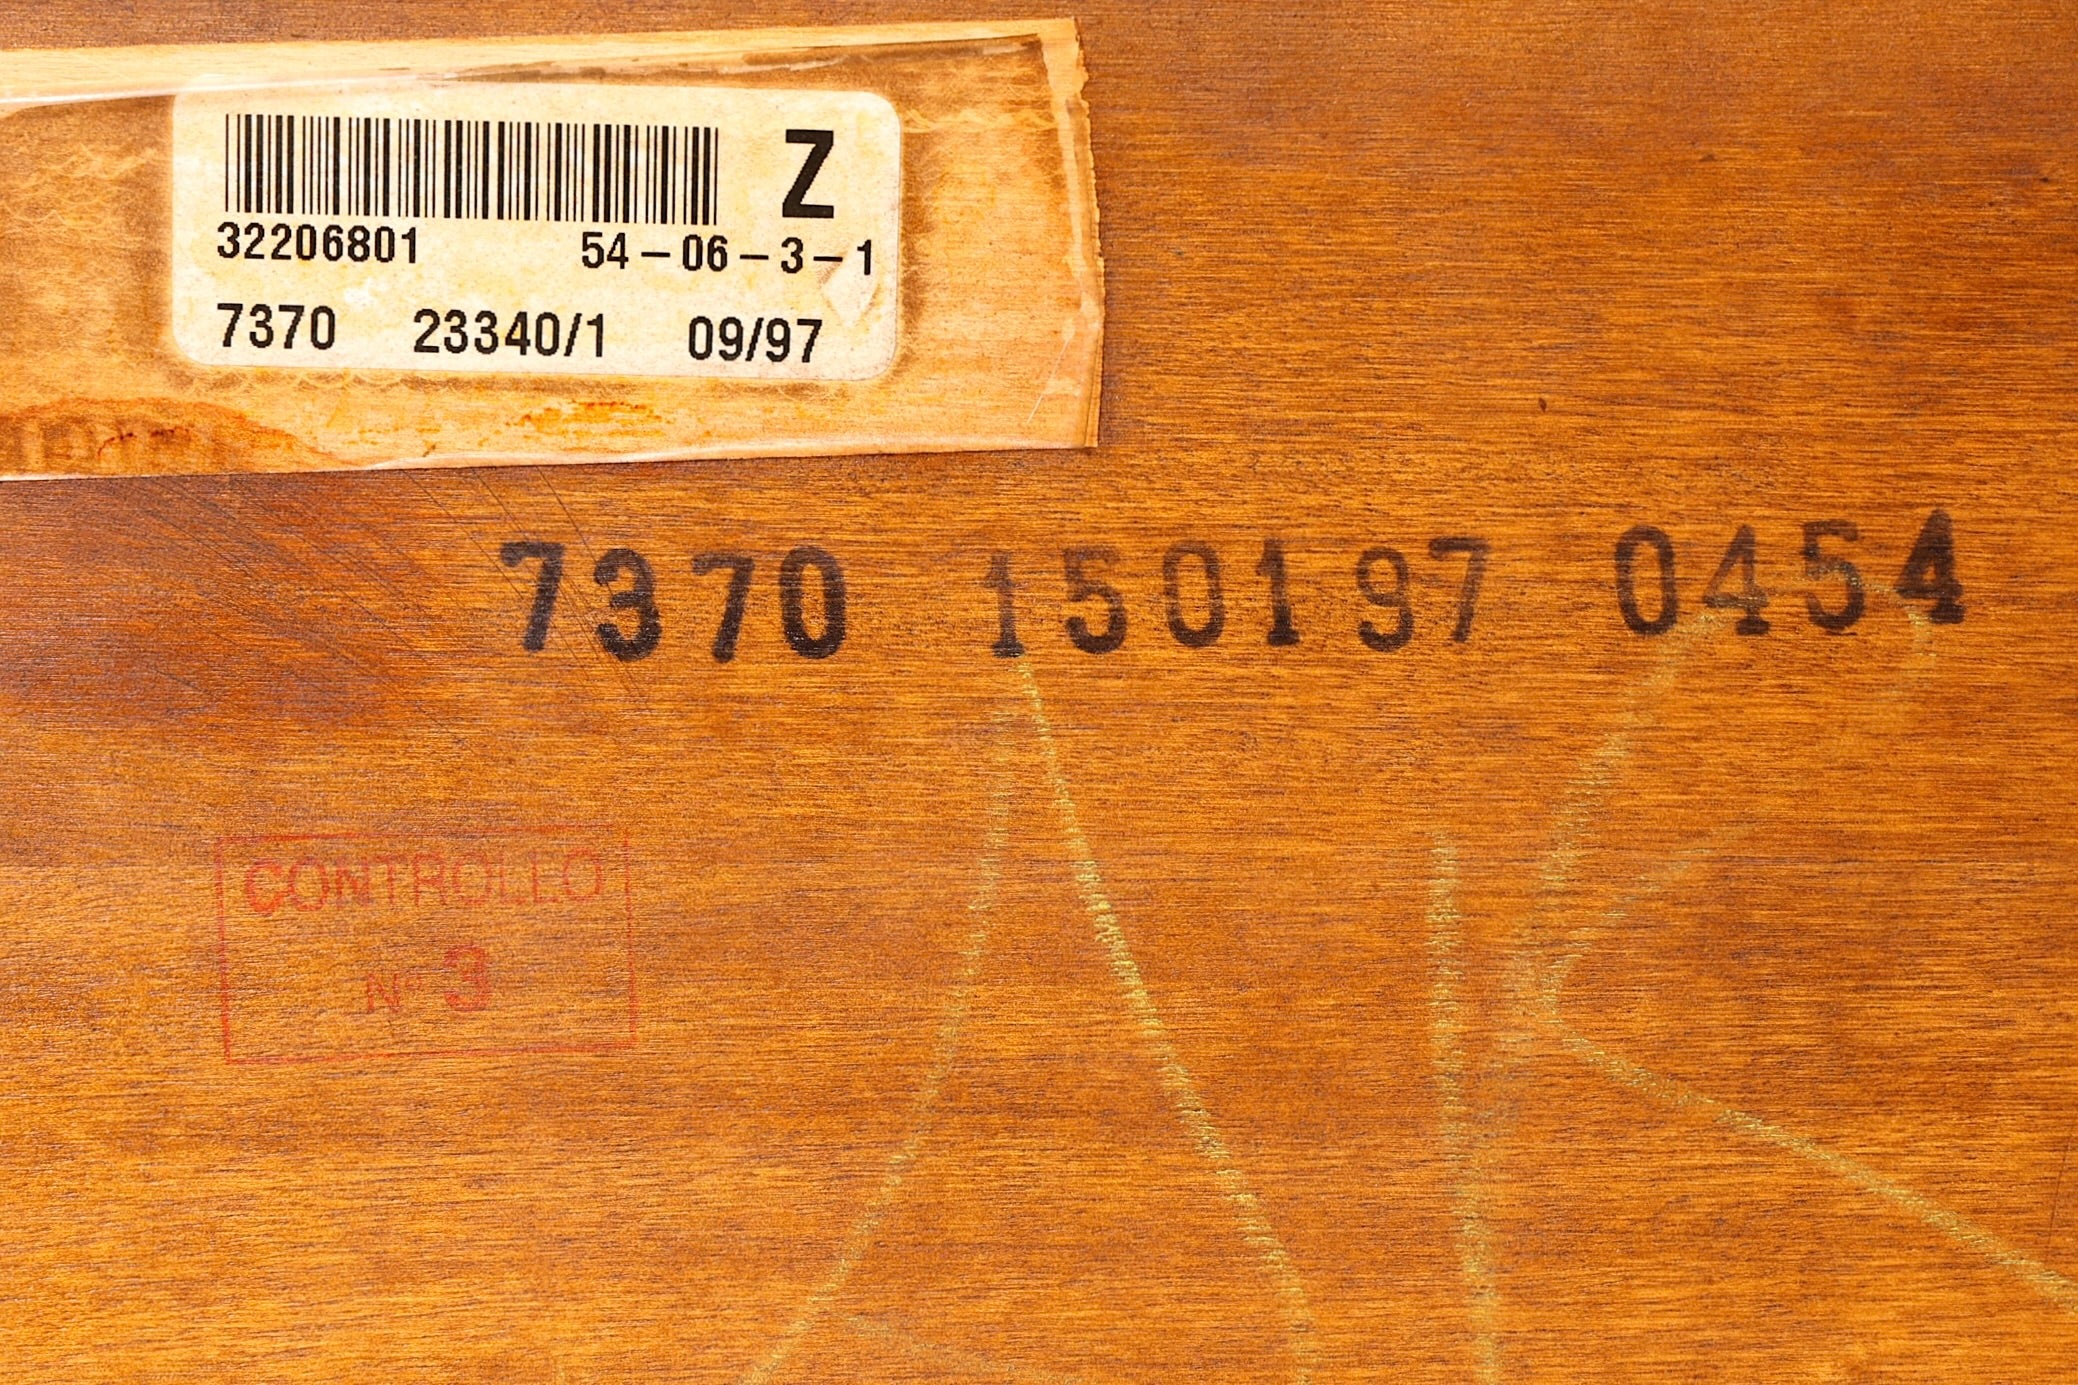 Z
32206801 54-06-3-1
7370 23340/1 09/97
7370 150197 0454
CONTROLLO
N° 3